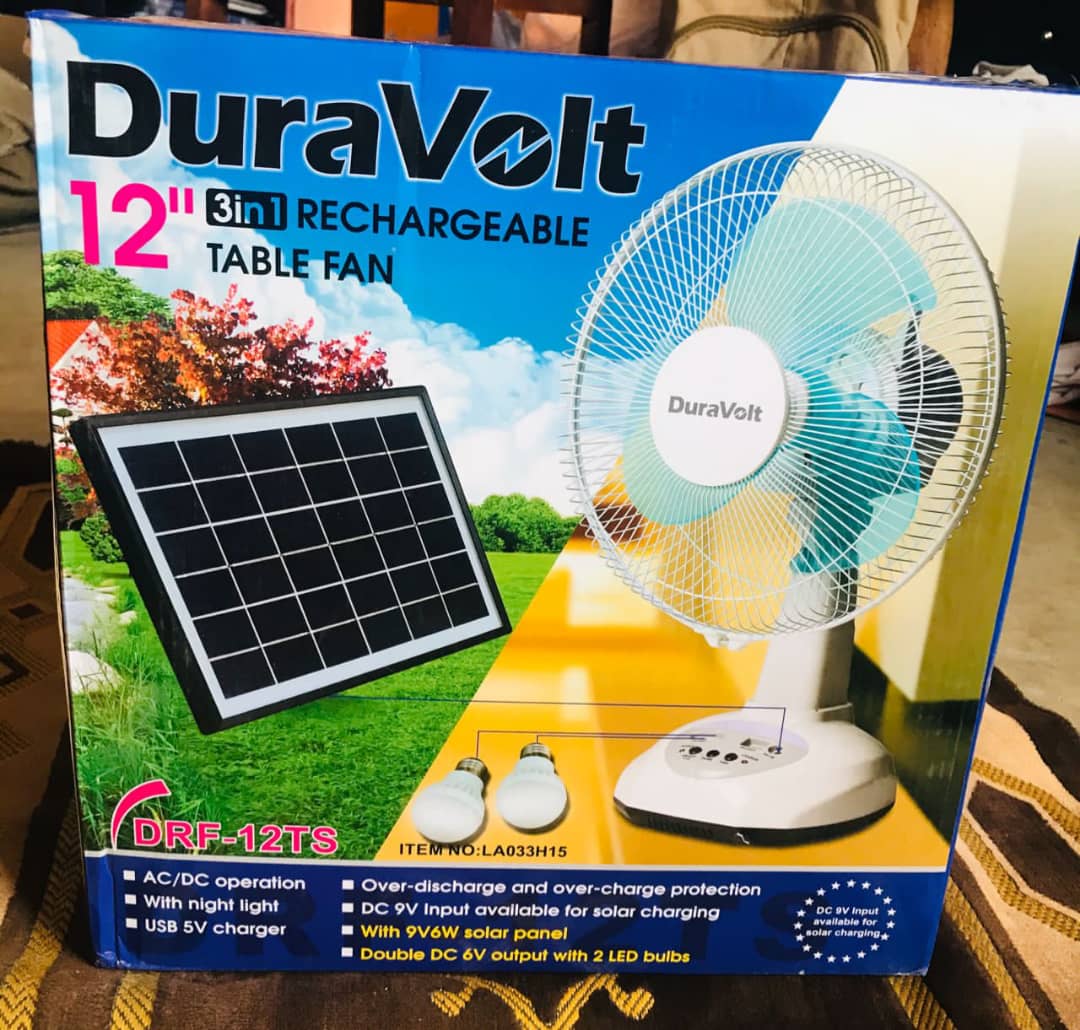 DuraVolt
12" 3in1 RECHARGEABLE
TABLE FAN
DuraVolt
DRF-12TS
ITEM NO:LA033H15
AC/DC operation
With night light
USB 5V charger
Over-discharge and over-charge protection
DC 9V Input available for solar charging
With 9V6W solar panel
Double DC 6V output with 2 LED bulbs
DC 9V Input
available for
solar charging